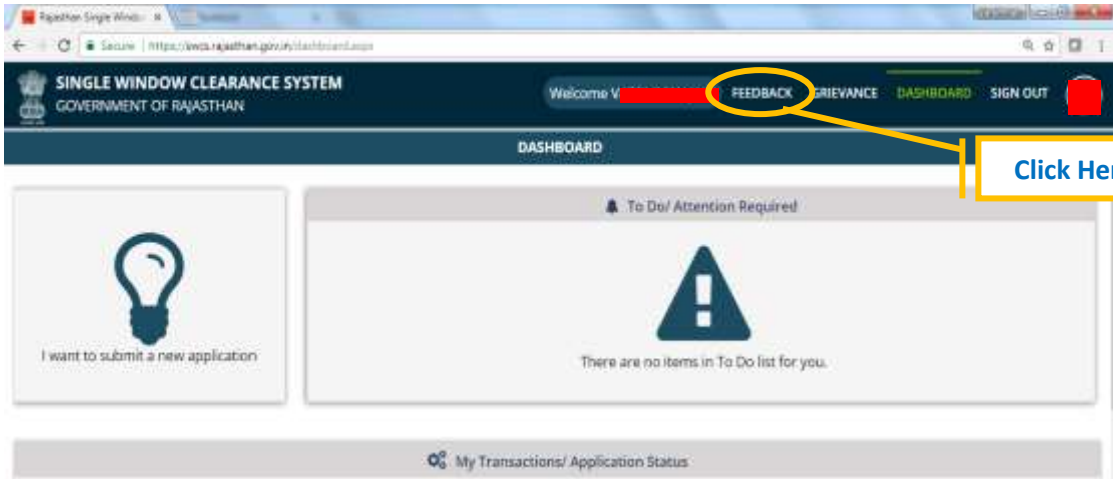 Rajasthan Single Windo
Secure | https://swcs.rajasthan.gov.in/dashboard.aspx
SINGLE WINDOW CLEARANCE SYSTEM
GOVERNMENT OF RAJASTHAN
Welcome V
FEEDBACK
GRIEVANCE
DASHBOARD
SIGN OUT
DASHBOARD
Click Her
To Do/ Attention Required
I want to submit a new application
There are no items in To Do list for you.
My Transactions/ Application Status